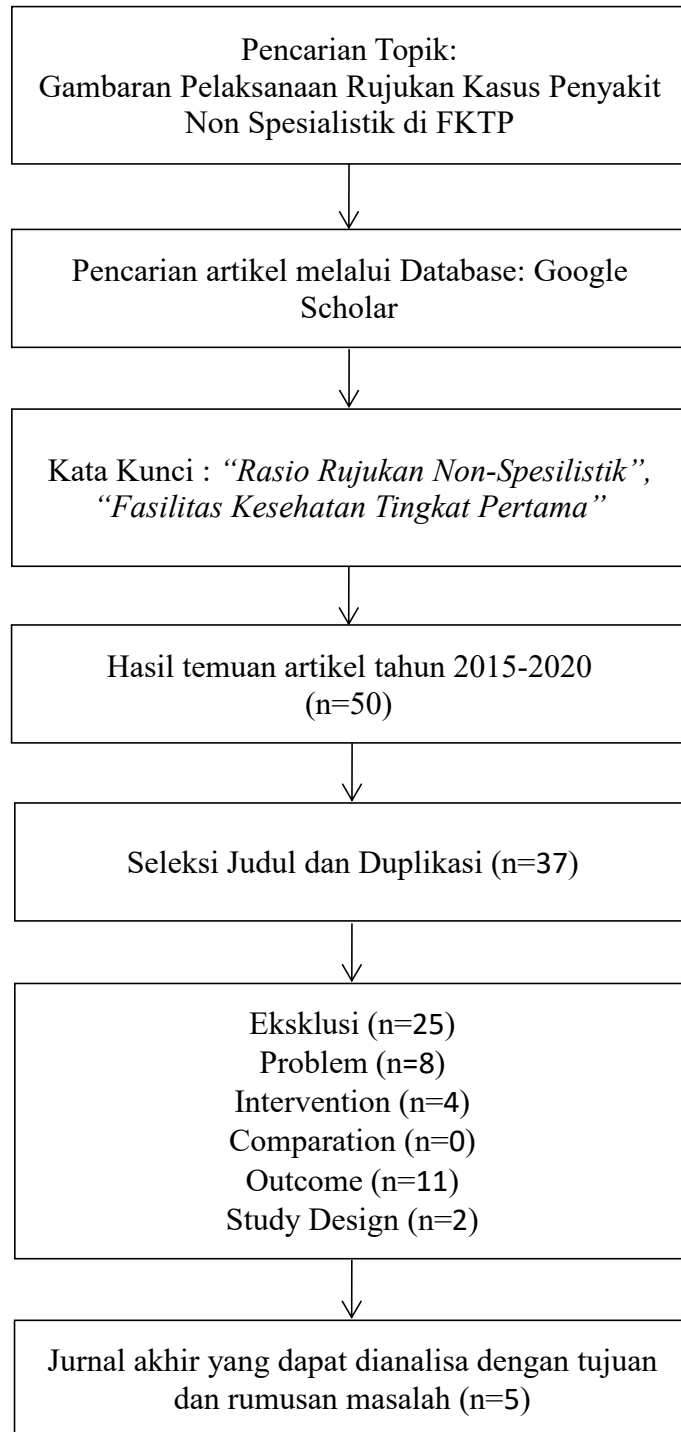 Pencarian Topik:
Gambaran Pelaksanaan Rujukan Kasus Penyakit
Non Spesialistik di FKTP
Pencarian artikel melalui Database: Google
Scholar
Kata Kunci : “Rasio Rujukan Non-Spesilistik”,
“Fasilitas Kesehatan Tingkat Pertama”
Hasil temuan artikel tahun 2015-2020
(n=50)
Seleksi Judul dan Duplikasi (n=37)
Eksklusi (n=25)
Problem (n=8)
Intervention (n=4)
Comparation (n=0)
Outcome (n=11)
Study Design (n=2)
Jurnal akhir yang dapat dianalisa dengan tujuan
dan rumusan masalah (n=5)